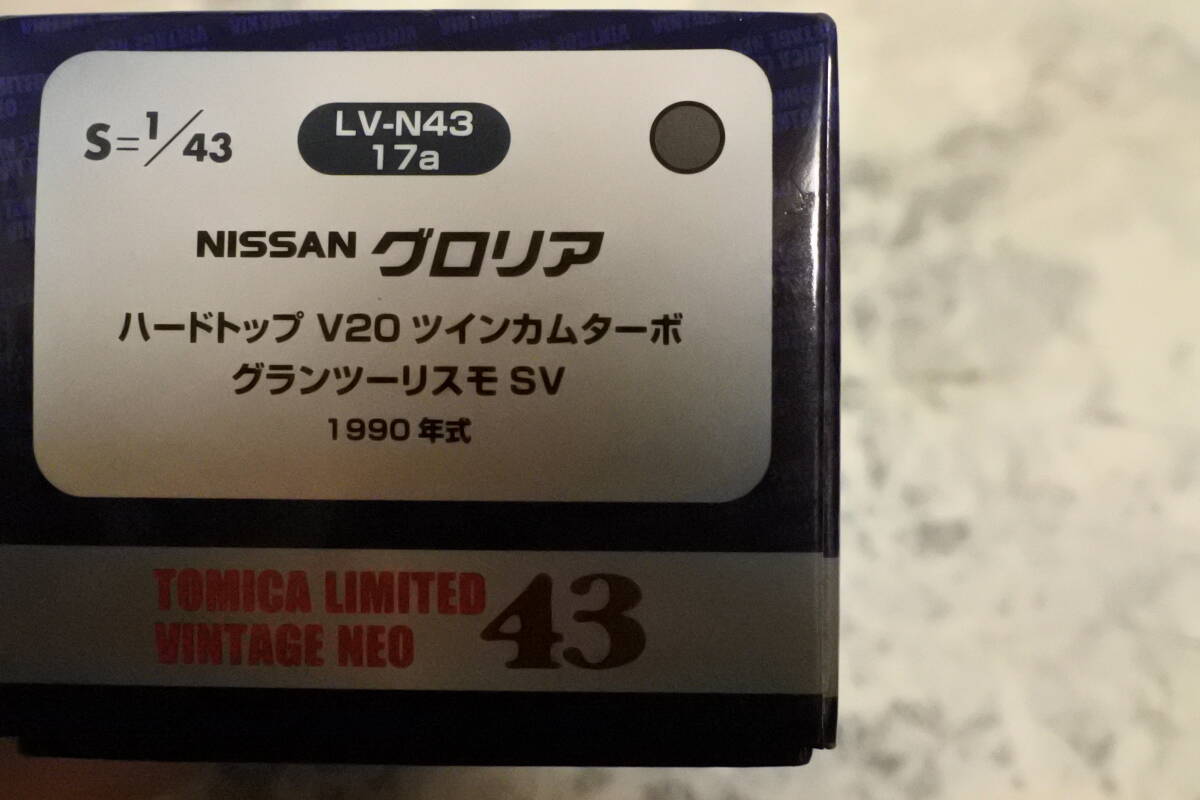 S=1/43
LV-N43
17a
NISSAN グロリア
ハードトップ V20 ツインカムターボ
グランツーリスモ SV
1990 年式
TOMICA LIMITED
VINTAGE NEO 43